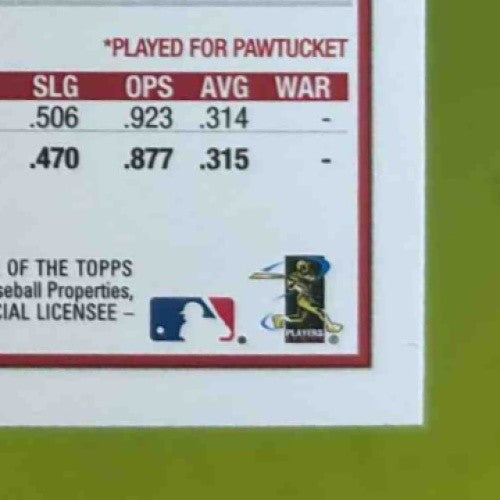 *PLAYED FOR PAWTUCKET
SLG OPS AVG WAR
.506 .923 .314 -
.470 .877 .315 -
OF THE TOPPS
seball Properties,
CIAL LICENSEE –
PLAYERS
®